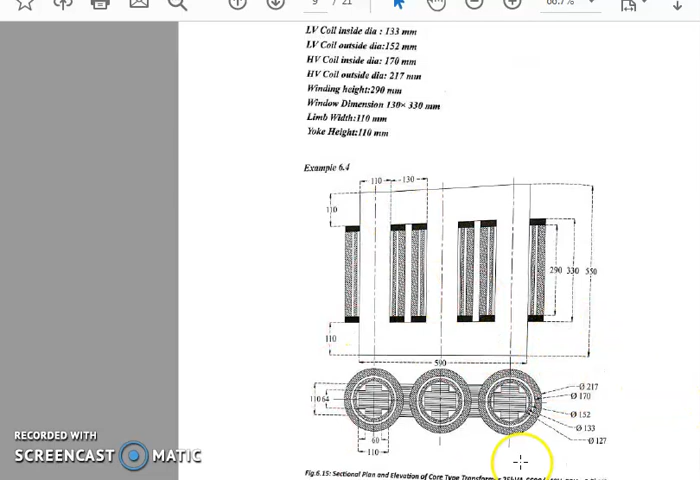 9 / 21
LV Coil inside dia : 133 mm
LV Coil outside dia:152 mm
HV Coil inside dia: 170 mm
HV Coil outside dia: 217 mm
Winding height:290 mm
Window Dimension 130× 330 mm
Limb Width:110 mm
Yoke Height:110 mm
Example 6.4
110 130
110
290 330 550
110
590
Ø 217
Ø 170
110 64
Ø 152
Ø 133
Ø 127
60
110
RECORDED WITH
SCREENCAST MATIC
Fig.6.15: Sectional Plan and Elevation of Core Type Transformer